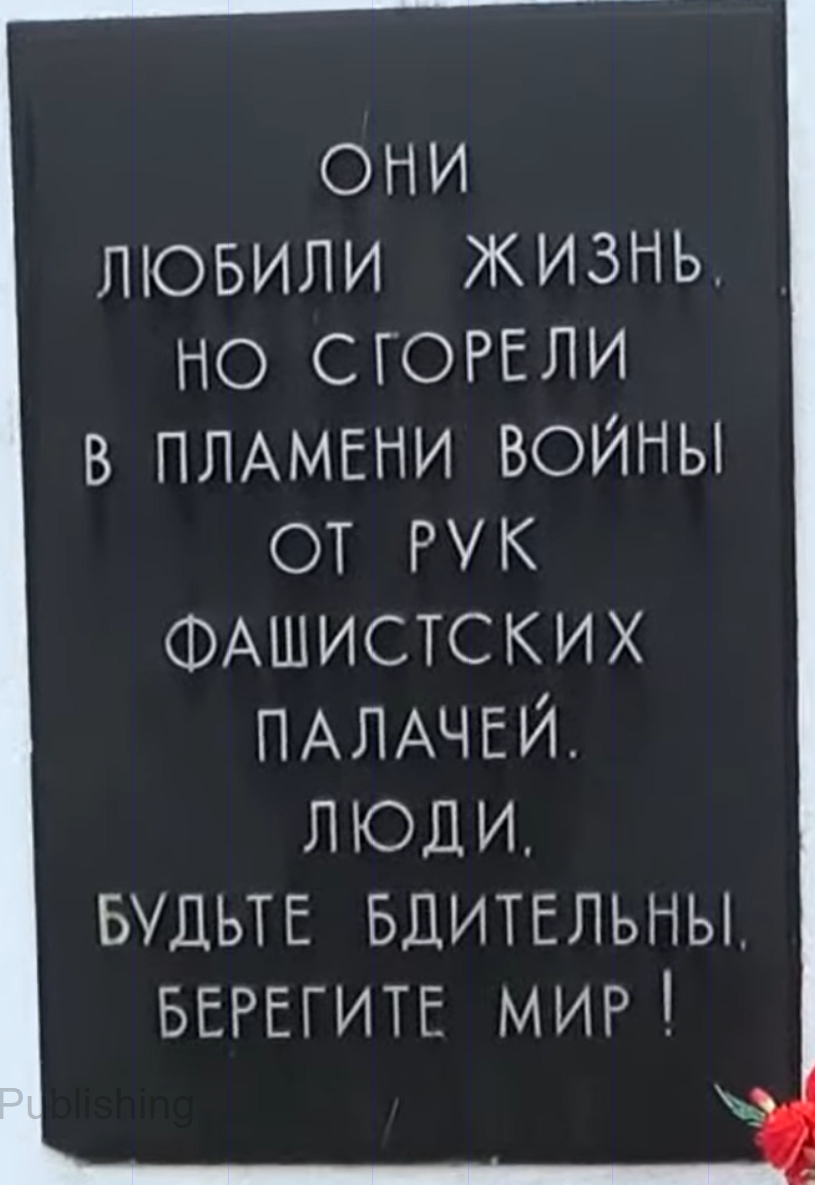 ОНИ
ЛЮБИЛИ ЖИЗНЬ,
НО СГОРЕЛИ
В ПЛАМЕНИ ВОЙНЫ
ОТ РУК
ФАШИСТСКИХ
ПАЛАЧЕЙ.
ЛЮДИ,
БУДЬТЕ БДИТЕЛЬНЫ,
БЕРЕГИТЕ МИР!
Publishing